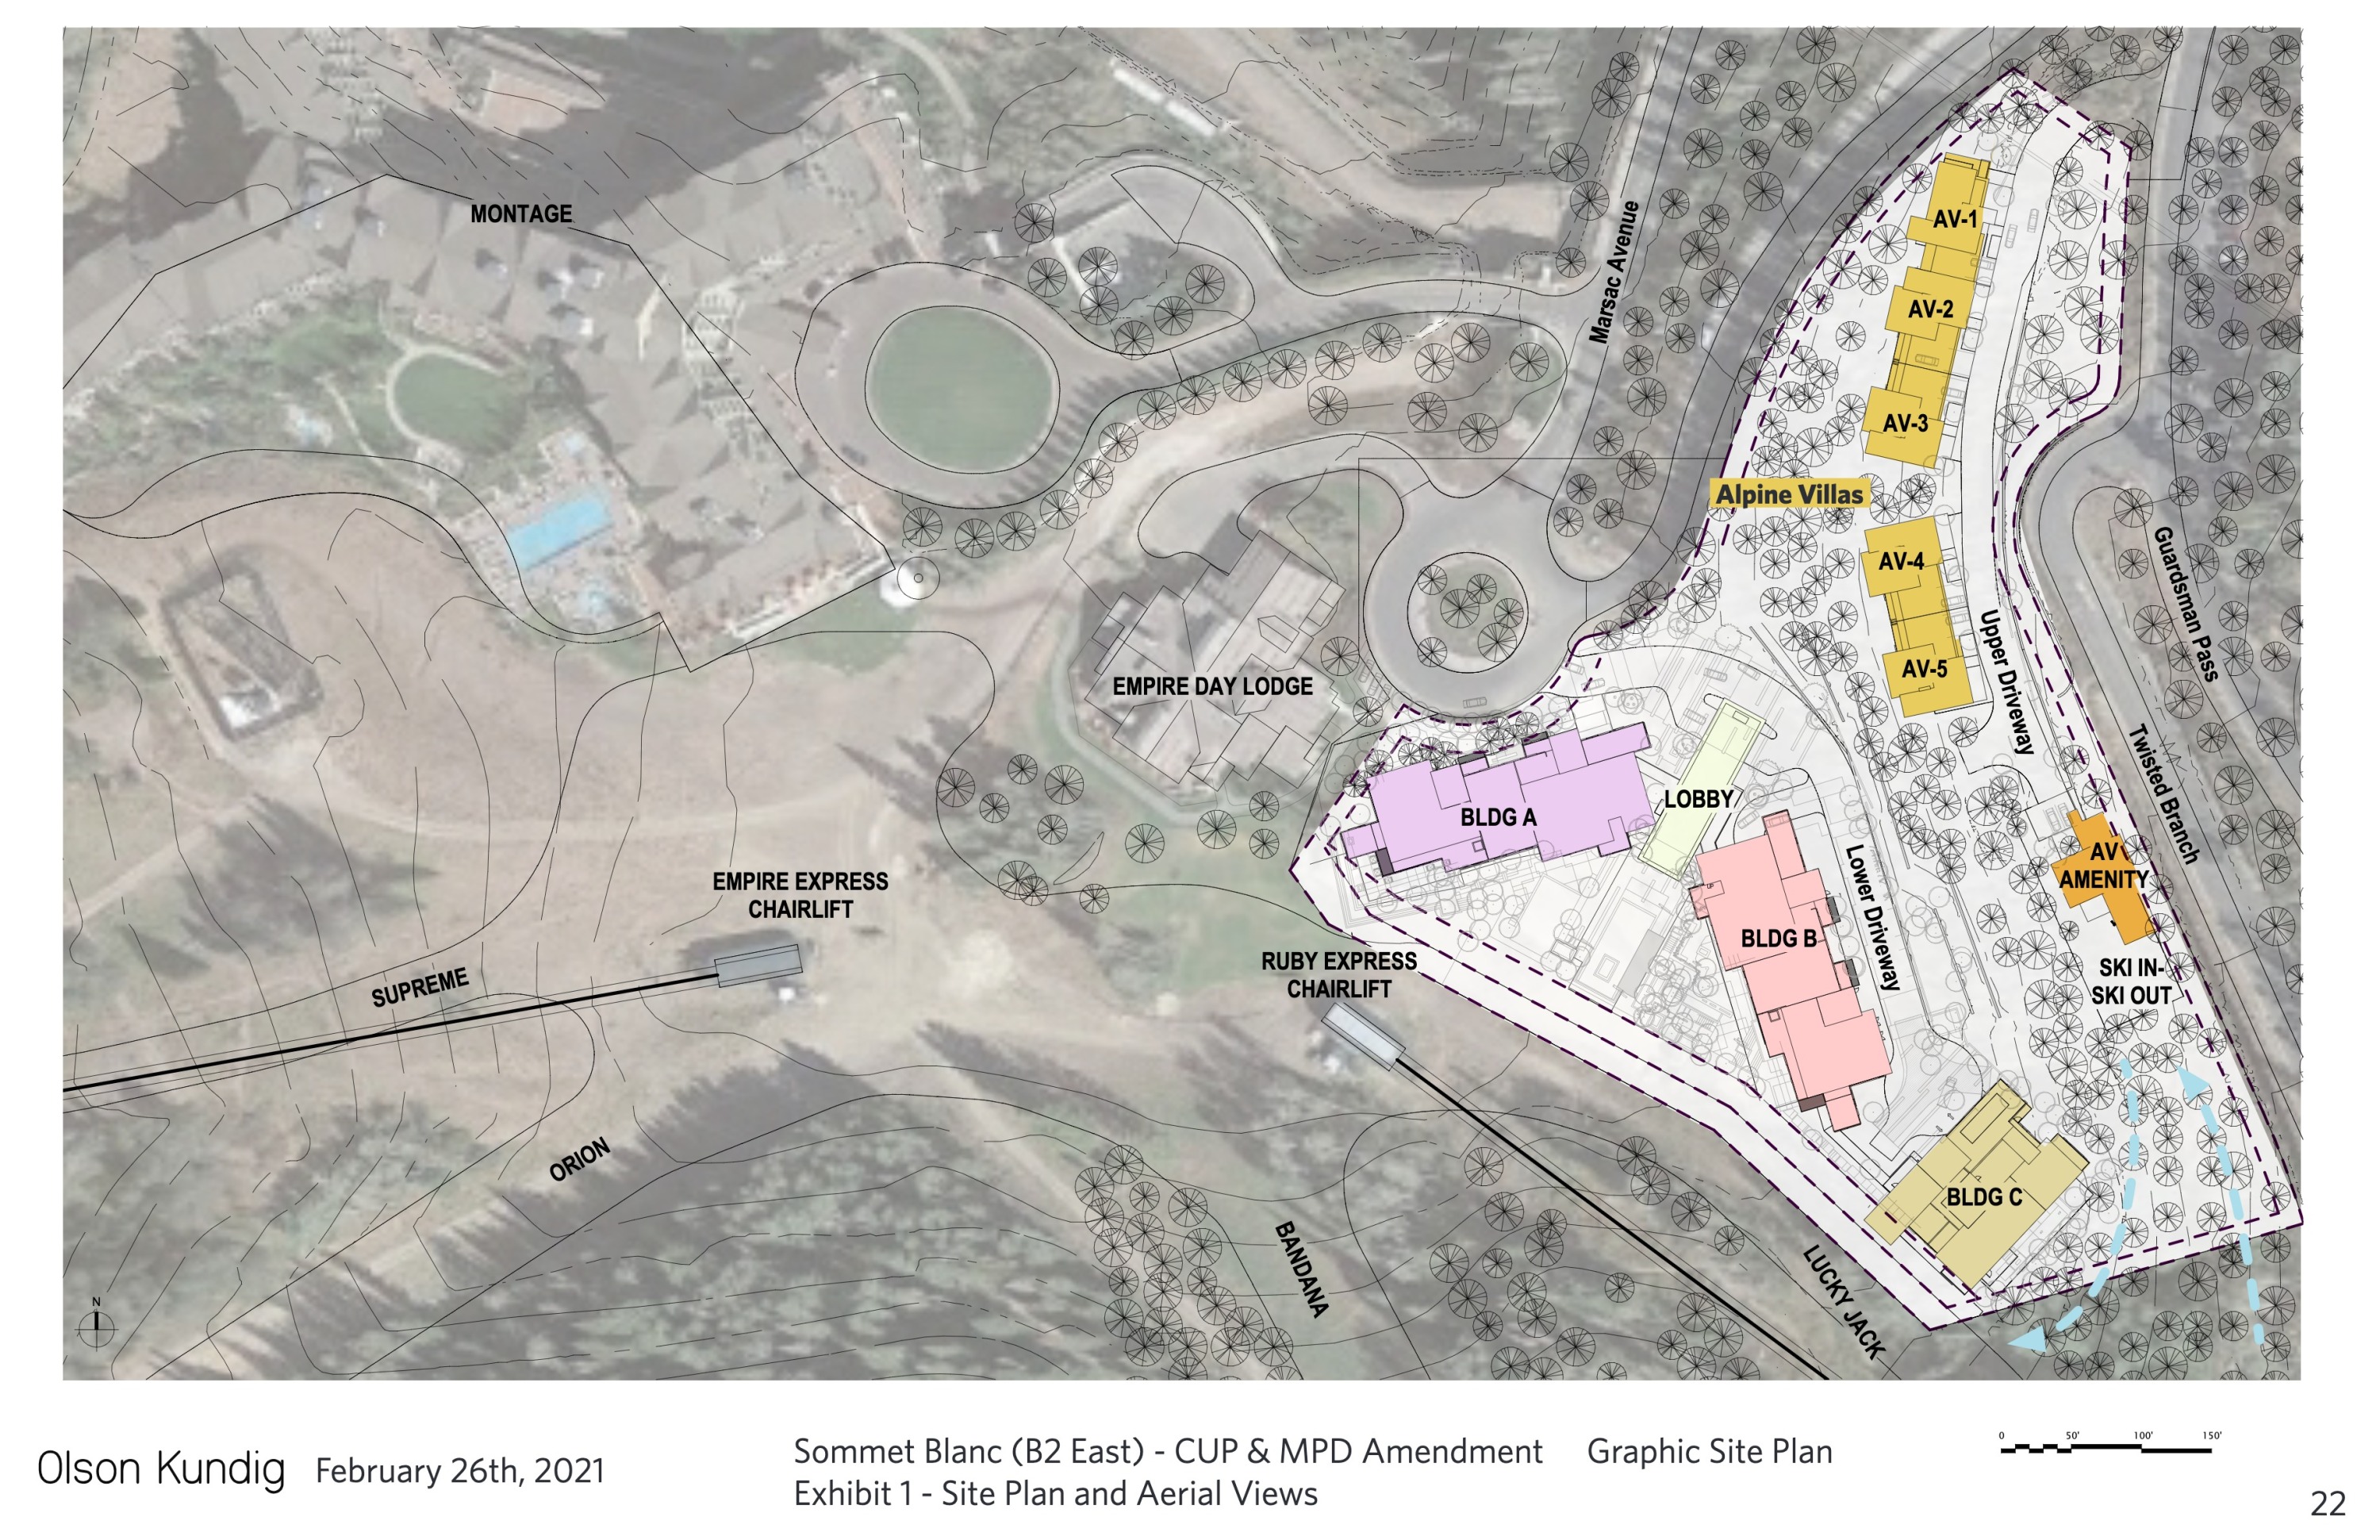 MONTAGE
Marsac Avenue
AV-1
AV-2
AV-3
Alpine Villas
AV-4
AV-5
Upper Driveway
Guardsman Pass
Twisted Branch
EMPIRE DAY LODGE
BLDG A
LOBBY
BLDG B
Lower Driveway
AV
AMENITY
SKI IN-
SKI OUT
EMPIRE EXPRESS
CHAIRLIFT
RUBY EXPRESS
CHAIRLIFT
SUPREME
ORION
BANDANA
LUCKY JACK
BLDG C
N
Olson Kundig
February 26th, 2021
Sommet Blanc (B2 East) - CUP & MPD Amendment
Graphic Site Plan
Exhibit 1 - Site Plan and Aerial Views
0 50' 100' 150'
22